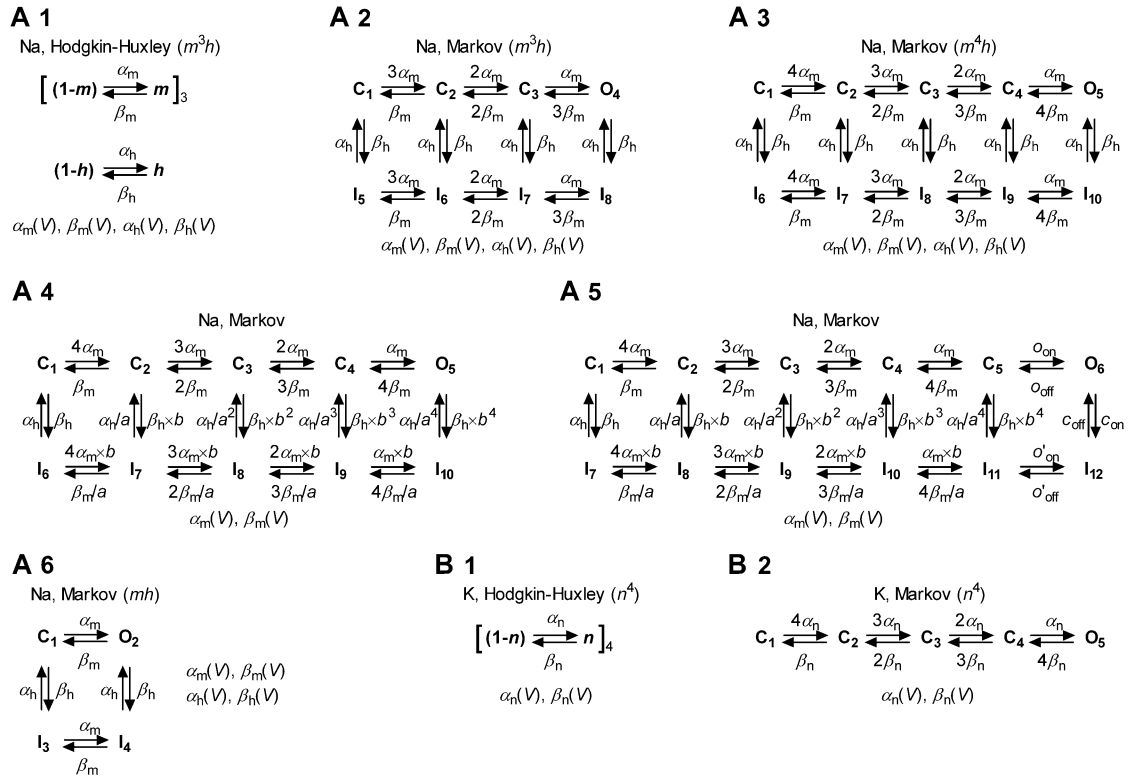 A 1
Na, Hodgkin-Huxley (m³h)
αm
[ (1-m) m ]3
βm
αh
(1-h) h
βh
αm(V), βm(V), αh(V), βh(V)
A 2
Na, Markov (m³h)
3αm 2αm αm
C1 C2 C3 O4
βm 2βm 3βm
αh βh αh βh αh βh αh βh
3αm 2αm αm
I5 I6 I7 I8
βm 2βm 3βm
αm(V), βm(V), αh(V), βh(V)
A 3
Na, Markov (m⁴h)
4αm 3αm 2αm αm
C1 C2 C3 C4 O5
βm 2βm 3βm 4βm
αh βh αh βh αh βh αh βh αh βh
4αm 3αm 2αm αm
I6 I7 I8 I9 I10
βm 2βm 3βm 4βm
αm(V), βm(V), αh(V), βh(V)
A 4
Na, Markov
4αm 3αm 2αm αm
C1 C2 C3 C4 O5
βm 2βm 3βm 4βm
αh βh αh/a βh×b αh/a² βh×b² αh/a³ βh×b³ αh/a⁴ βh×b⁴
4αm×b 3αm×b 2αm×b αm×b
I6 I7 I8 I9 I10
βm/a 2βm/a 3βm/a 4βm/a
αm(V), βm(V)
A 5
Na, Markov
4αm 3αm 2αm αm oon
C1 C2 C3 C4 C5 O6
βm 2βm 3βm 4βm ooff
αh βh αh/a βh×b αh/a² βh×b² αh/a³ βh×b³ αh/a⁴ βh×b⁴ coff con
4αm×b 3αm×b 2αm×b αm×b o'on
I7 I8 I9 I10 I11 I12
βm/a 2βm/a 3βm/a 4βm/a o'off
αm(V), βm(V)
A 6
Na, Markov (mh)
αm
C1 O2
βm
αh βh αh βh
αm
I3 I4
βm
αm(V), βm(V)
αh(V), βh(V)
B 1
K, Hodgkin-Huxley (n⁴)
αn
[ (1-n) n ]4
βn
αn(V), βn(V)
B 2
K, Markov (n⁴)
4αn 3αn 2αn αn
C1 C2 C3 C4 O5
βn 2βn 3βn 4βn
αn(V), βn(V)